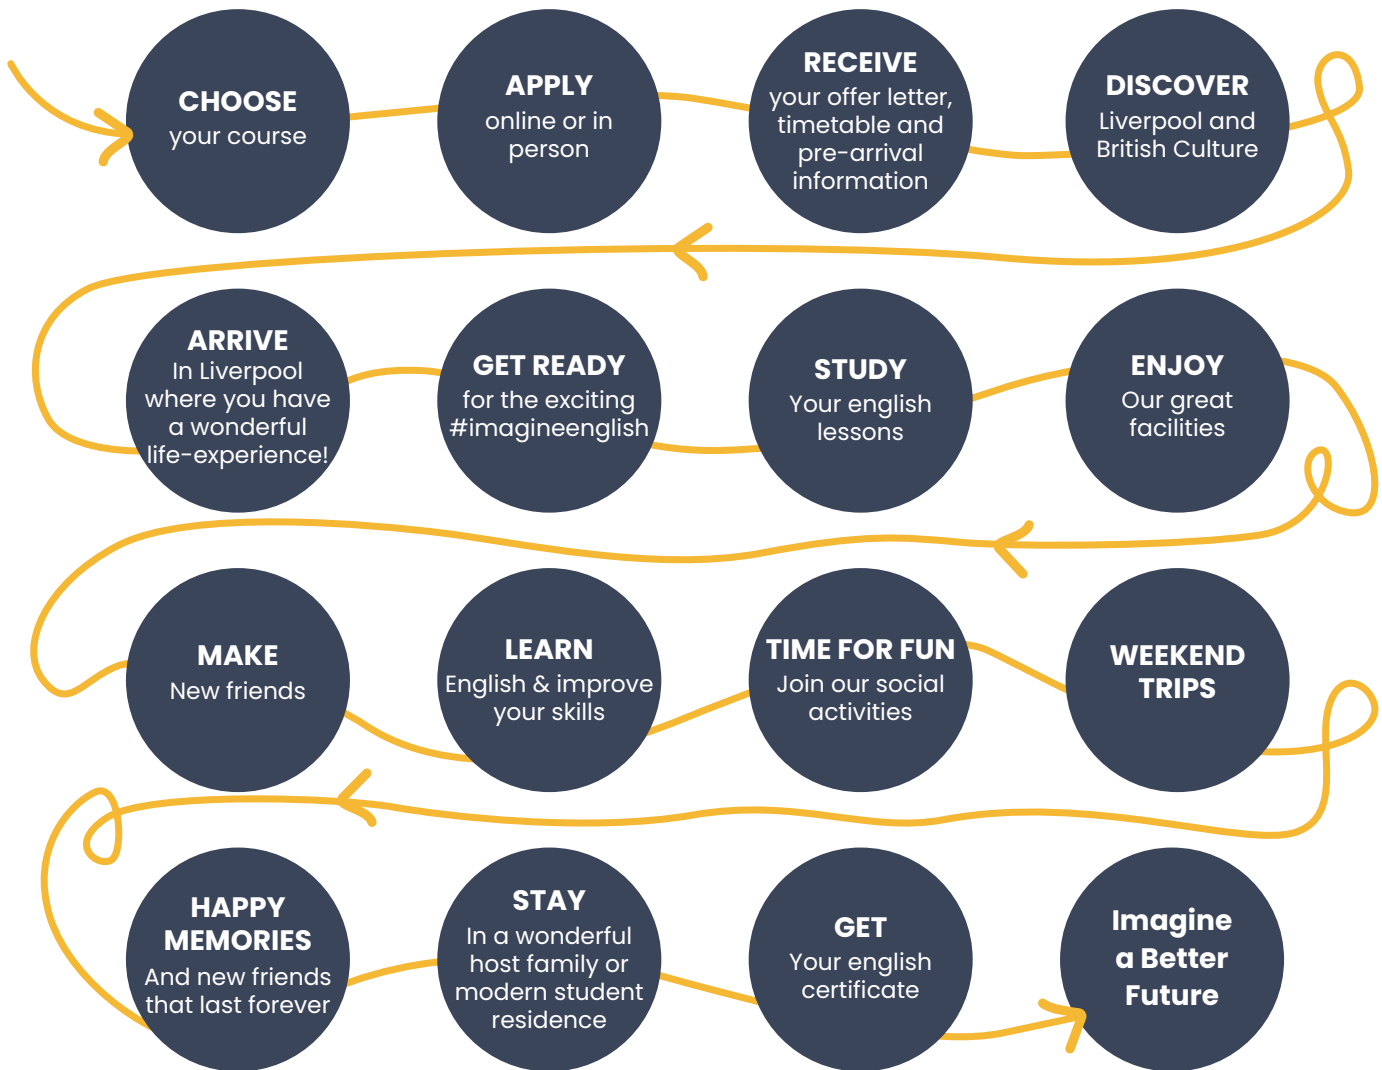 CHOOSE
your course
APPLY
online or in
person
RECEIVE
your offer letter,
timetable and
pre-arrival
information
DISCOVER
Liverpool and
British Culture
ARRIVE
In Liverpool
where you have
a wonderful
life-experience!
GET READY
for the exciting
#imagineenglish
STUDY
Your english
lessons
ENJOY
Our great
facilities
MAKE
New friends
LEARN
English & improve
your skills
TIME FOR FUN
Join our social
activities
WEEKEND
TRIPS
HAPPY
MEMORIES
And new friends
that last forever
STAY
In a wonderful
host family or
modern student
residence
GET
Your english
certificate
Imagine
a Better
Future